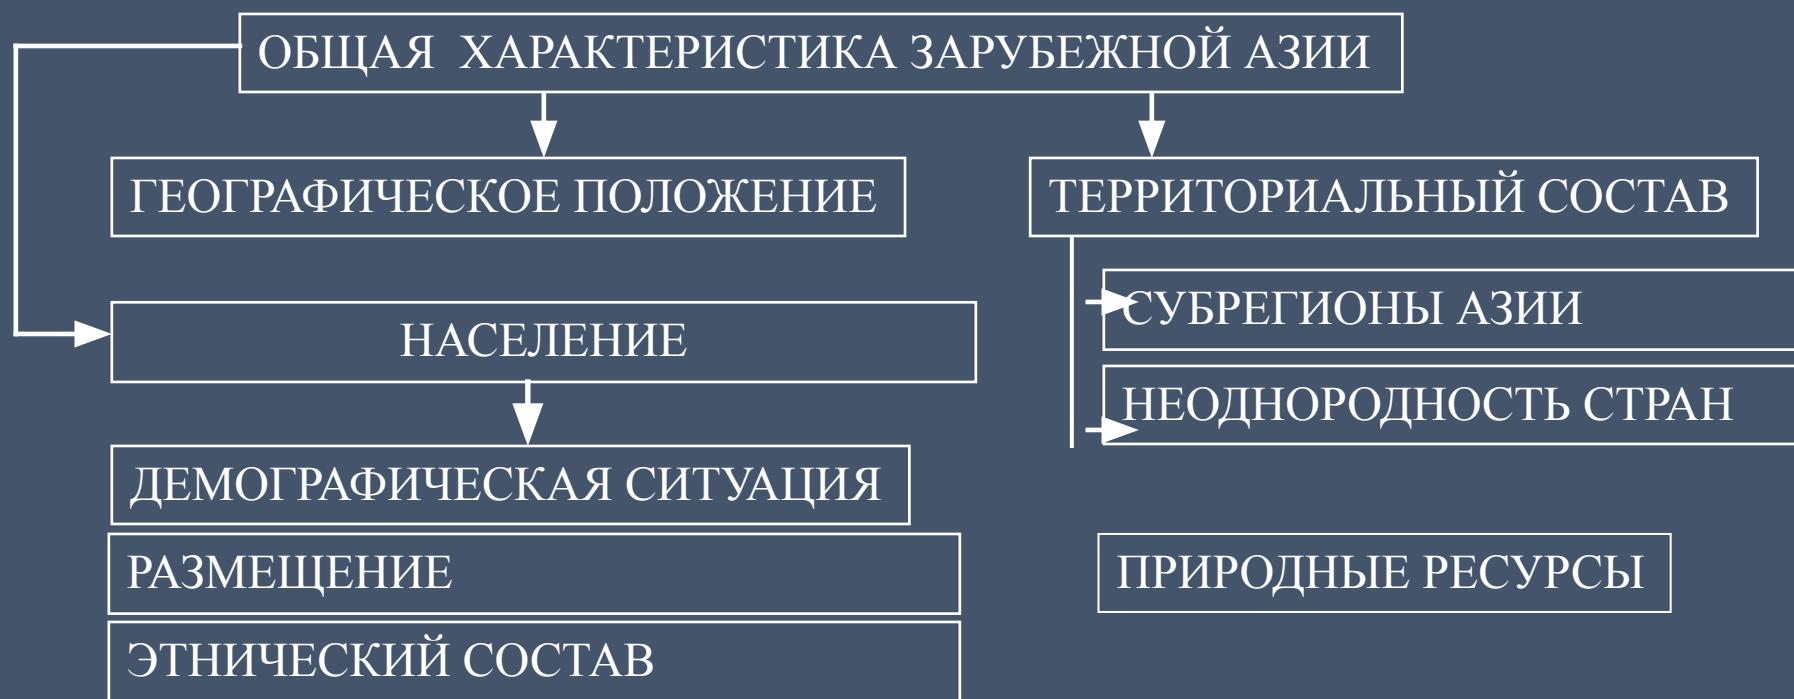 ОБЩАЯ ХАРАКТЕРИСТИКА ЗАРУБЕЖНОЙ АЗИИ
ГЕОГРАФИЧЕСКОЕ ПОЛОЖЕНИЕ
ТЕРРИТОРИАЛЬНЫЙ СОСТАВ
СУБРЕГИОНЫ АЗИИ
НАСЕЛЕНИЕ
НЕОДНОРОДНОСТЬ СТРАН
ДЕМОГРАФИЧЕСКАЯ СИТУАЦИЯ
РАЗМЕЩЕНИЕ
ПРИРОДНЫЕ РЕСУРСЫ
ЭТНИЧЕСКИЙ СОСТАВ